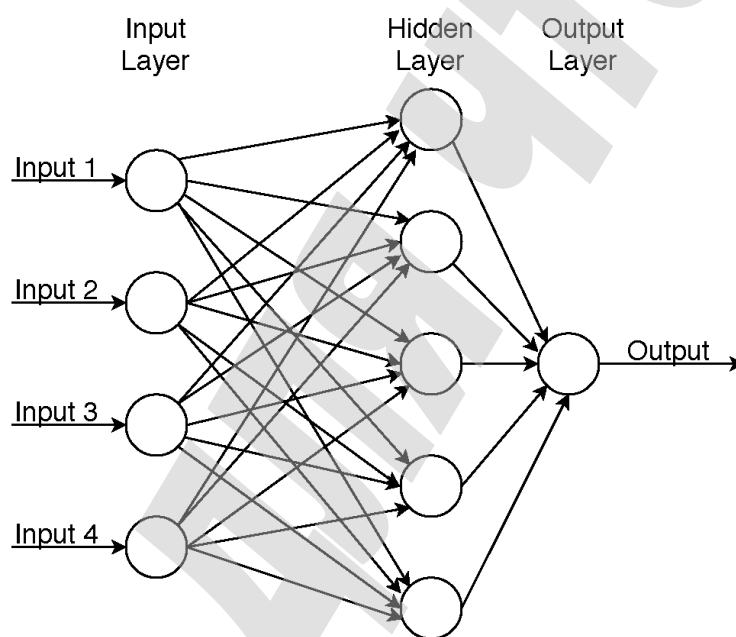 Input
Layer
Hidden
Layer
Output
Layer
Input 1
Input 2
Input 3
Input 4
Output